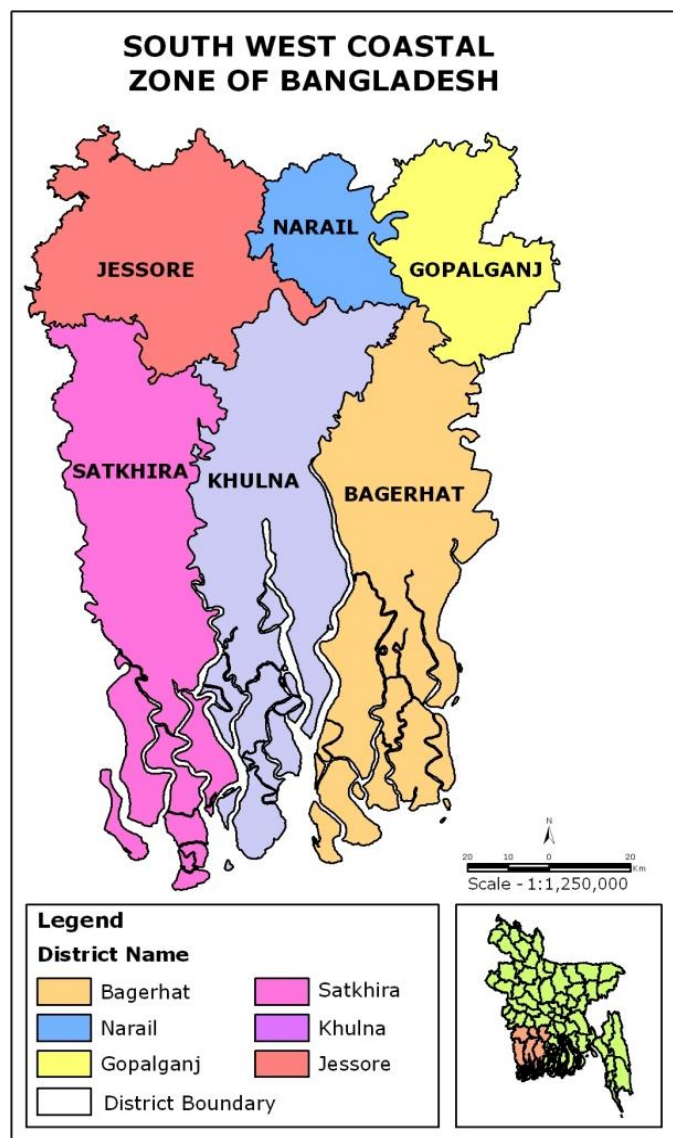 SOUTH WEST COASTAL
ZONE OF BANGLADESH
NARAIL
JESSORE
GOPALGANJ
SATKHIRA
KHULNA
BAGERHAT
N
20 10 0 20
Km
Scale - 1:1,250,000
Legend
District Name
Bagerhat
Satkhira
Narail
Khulna
Gopalganj
Jessore
District Boundary